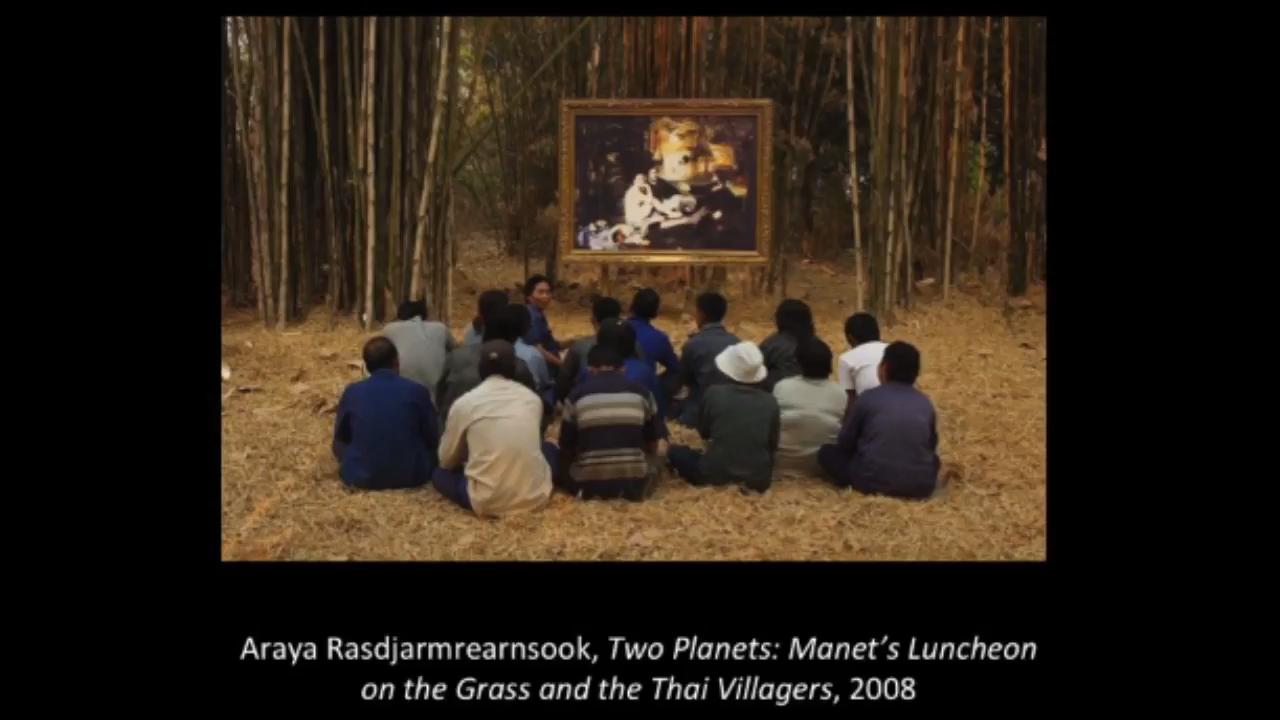 Araya Rasdjarmrearnsook, Two Planets: Manet’s Luncheon
on the Grass and the Thai Villagers, 2008